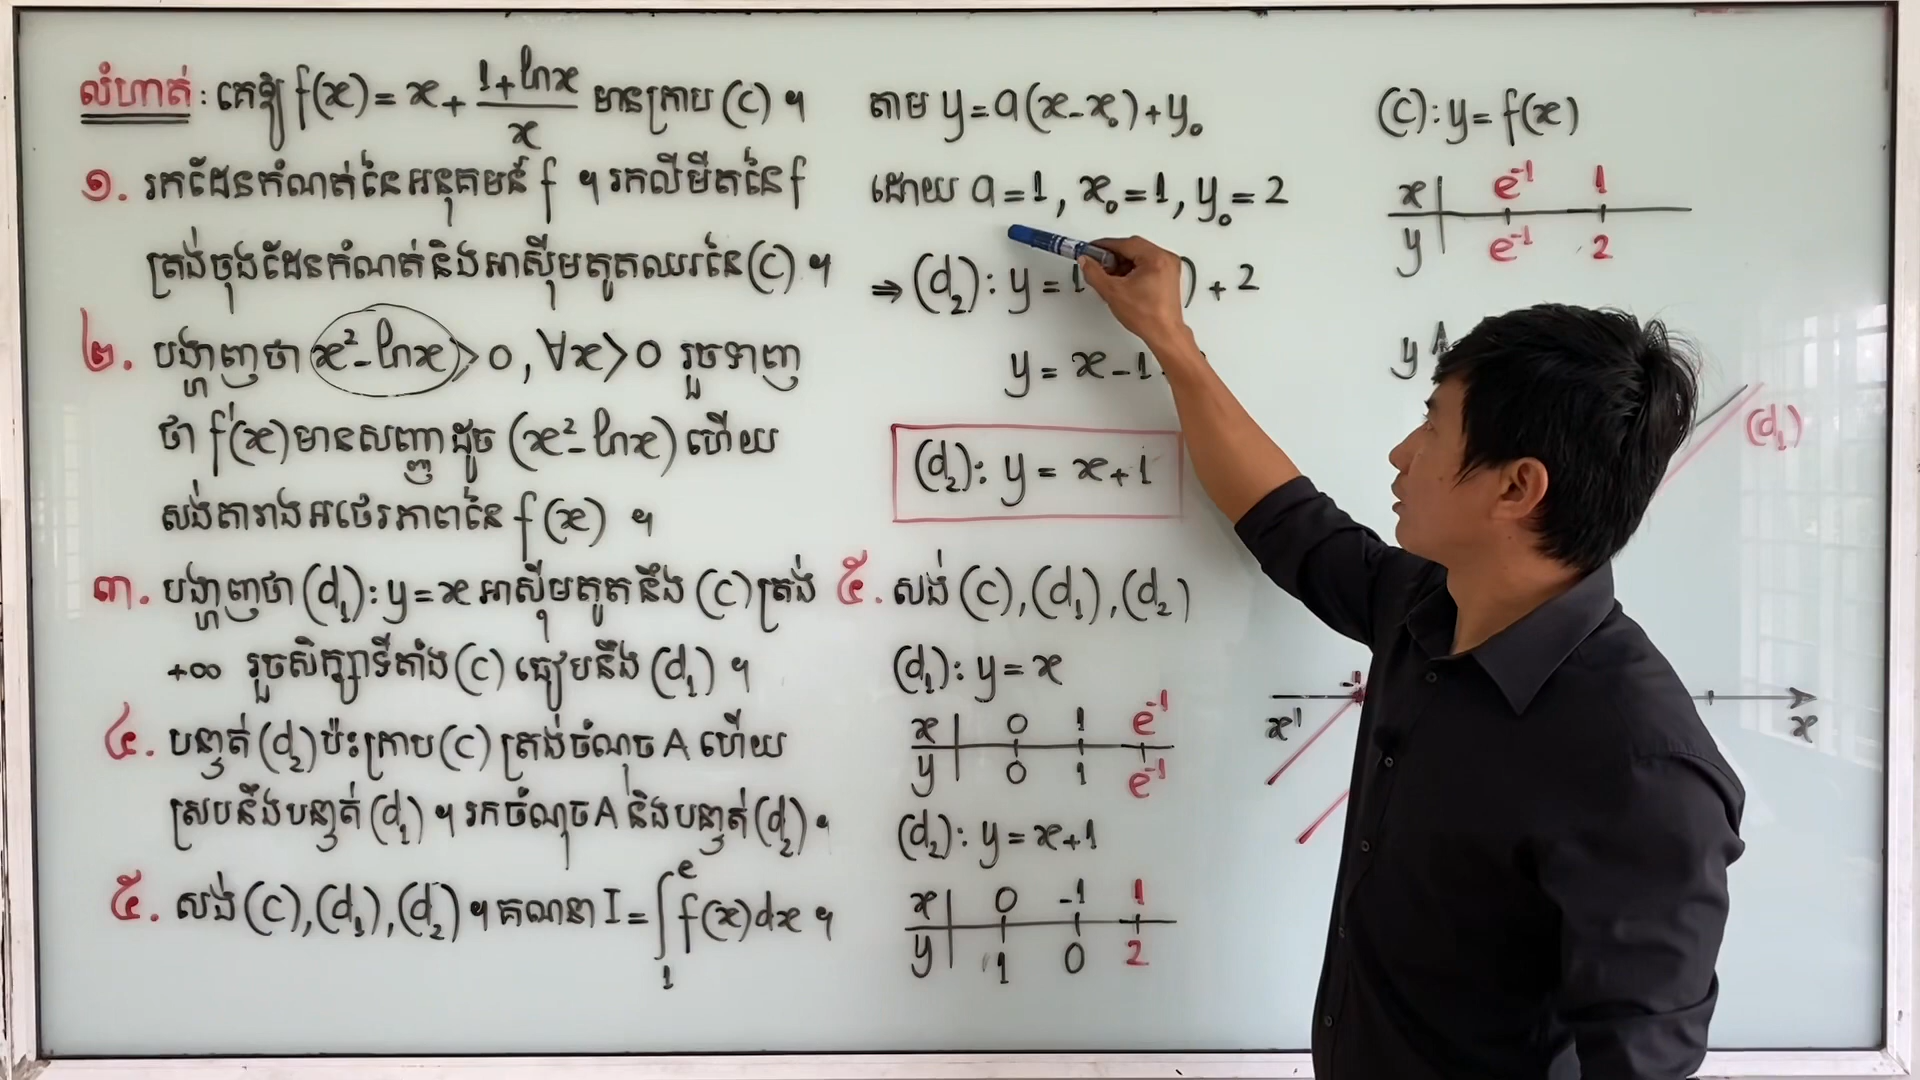 លំហាត់ : គេឱ្យ f(x) = x + (1+lnx)/x មានក្រាប (C) ។
១. រកដែនកំណត់នៃអនុគមន៍ f ។ រកលីមីតនៃ f
ត្រង់ចុងដែនកំណត់និងអាស៊ីមតូតឈរនៃ (C) ។
២. បង្ហាញថា x² - lnx > 0, ∀x > 0 រួចទាញ
ថា f'(x) មានសញ្ញាដូច (x² - lnx) ហើយ
សង់តារាងអថេរភាពនៃ f(x) ។
៣. បង្ហាញថា (d₁): y = x អាស៊ីមតូតនឹង (C) ត្រង់
+∞ រួចសិក្សាទីតាំង (C) ធៀបនឹង (d₁) ។
៤. បន្ទាត់ (d₂) ប៉ះក្រាប (C) ត្រង់ចំណុច A ហើយ
ស្របនឹងបន្ទាត់ (d₁) ។ រកចំណុច A និងបន្ទាត់ (d₂) ។
៥. សង់ (C), (d₁), (d₂) ។ គណនា I = ∫₁ᵉ f(x)dx ។
តាម y = a(x - x₀) + y₀
ដោយ a = 1, x₀ = 1, y₀ = 2
⇒ (d₂): y = 1 ) + 2
y = x - 1
(d₂): y = x + 1
៥. សង់ (C), (d₁), (d₂)
(d₁): y = x
x | 0 1 e⁻¹
y | 0 1 e⁻¹
(d₂): y = x + 1
x | 0 -1 1
y | 1 0 2
(C): y = f(x)
x | e⁻¹ 1
y | e⁻¹ 2
y
(d₁)
-1
x' x